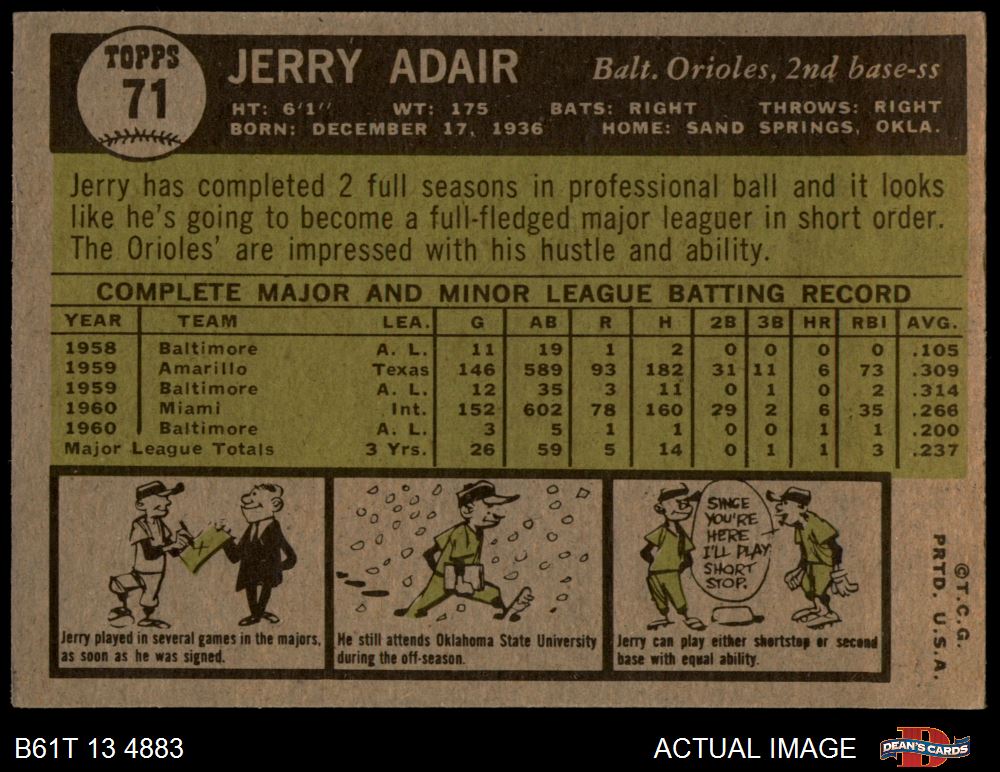 TOPPS
71
JERRY ADAIR
Balt. Orioles, 2nd base-ss
HT: 6'1" WT: 175 BATS: RIGHT THROWS: RIGHT
BORN: DECEMBER 17, 1936 HOME: SAND SPRINGS, OKLA.
Jerry has completed 2 full seasons in professional ball and it looks
like he's going to become a full-fledged major leaguer in short order.
The Orioles' are impressed with his hustle and ability.
COMPLETE MAJOR AND MINOR LEAGUE BATTING RECORD
YEAR TEAM LEA. G AB R H 2B 3B HR RBI AVG.
1958 Baltimore A. L. 11 19 1 2 0 0 0 0 .105
1959 Amarillo Texas 146 589 93 182 31 11 6 73 .309
1959 Baltimore A. L. 12 35 3 11 0 1 0 2 .314
1960 Miami Int. 152 602 78 160 29 2 6 35 .266
1960 Baltimore A. L. 3 5 1 1 0 0 1 1 .200
Major League Totals 3 Yrs. 26 59 5 14 0 1 1 3 .237
Jerry played in several games in the majors,
as soon as he was signed.
He still attends Oklahoma State University
during the off-season.
SINCE
YOU'RE
HERE
I'LL PLAY
SHORT
STOP.
Jerry can play either shortstop or second
base with equal ability.
©T.C.G.
PRTD. U.S.A.
B61T 13 4883
ACTUAL IMAGE
D
DEAN'S CARDS